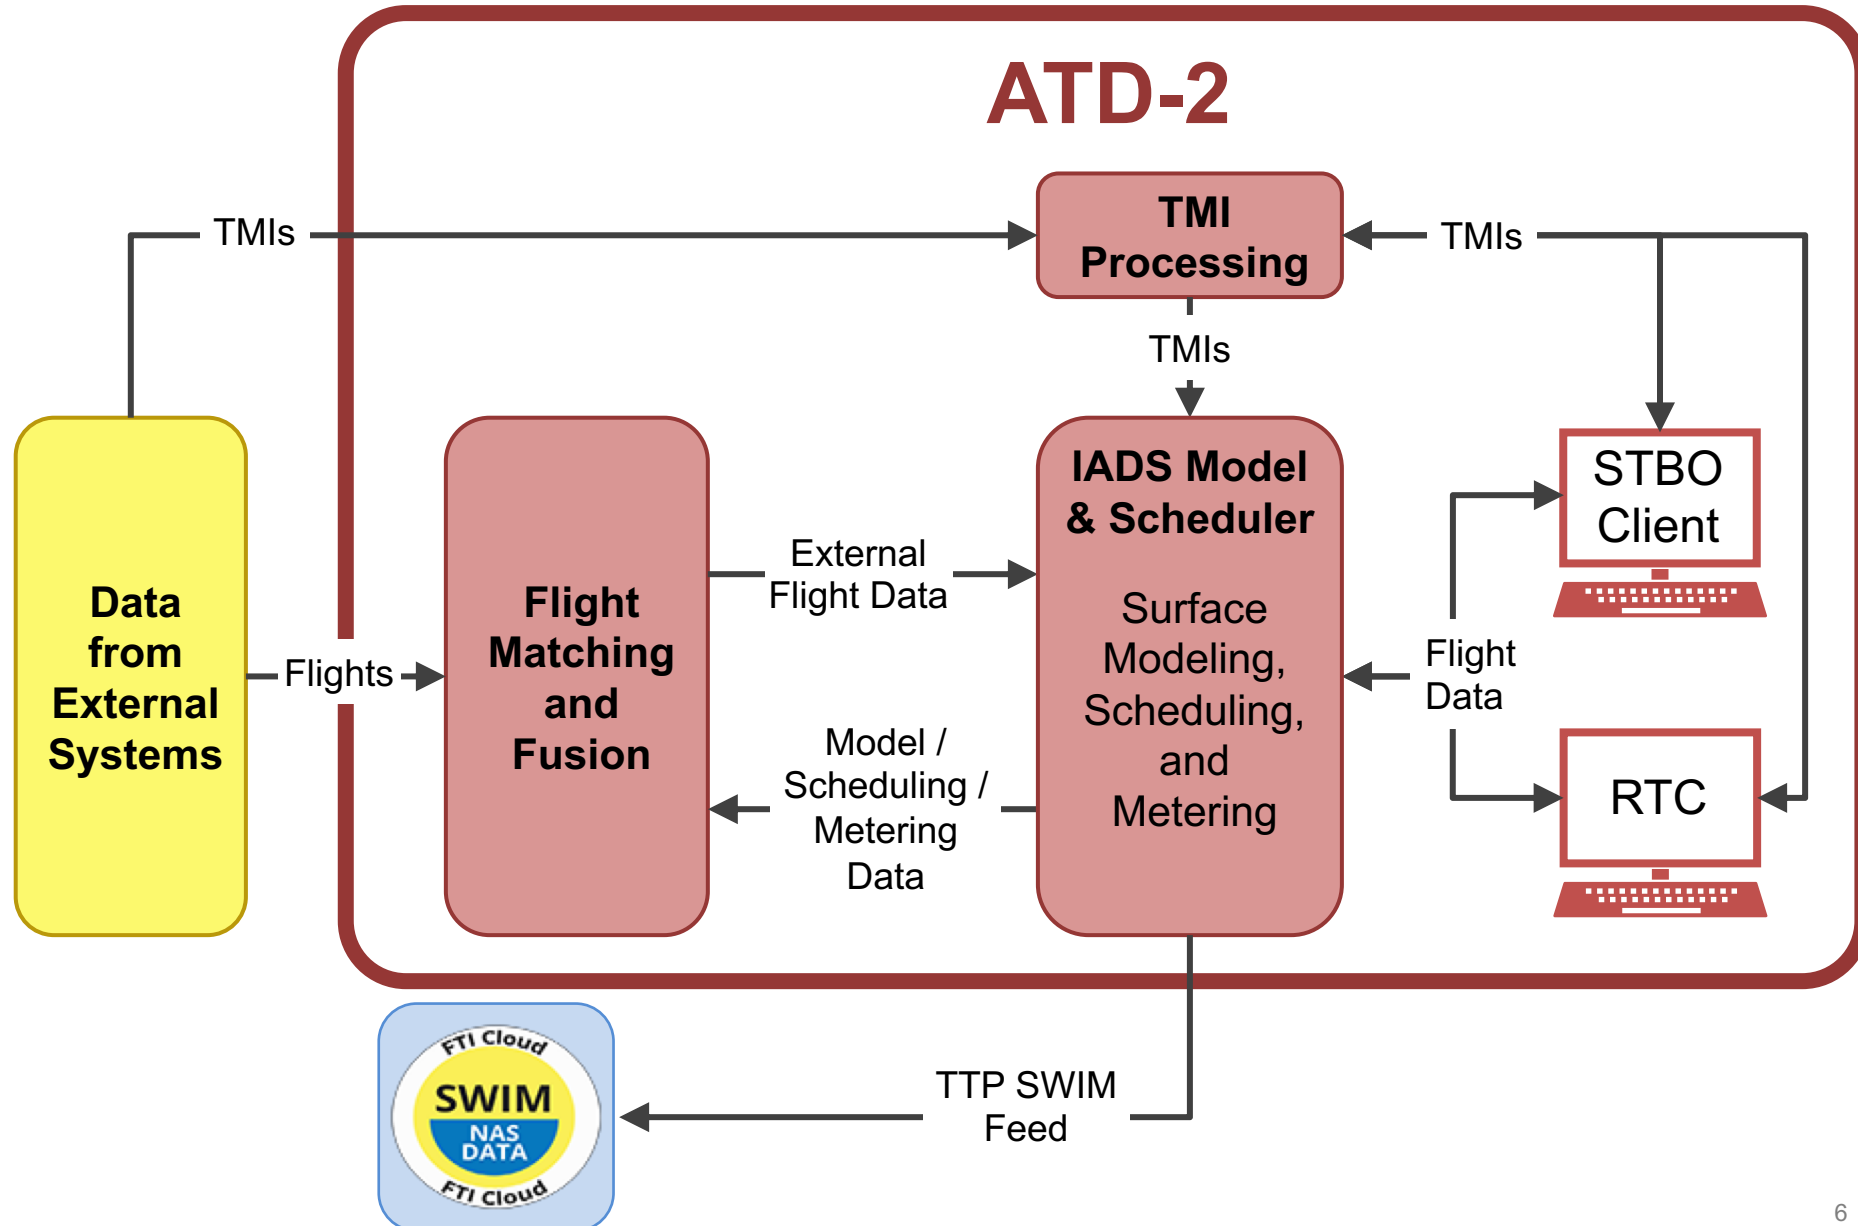 ATD-2
TMI
Processing
TMIs
TMIs
TMIs
Data
from
External
Systems
Flights
Flight
Matching
and
Fusion
External
Flight Data
Model /
Scheduling /
Metering
Data
IADS Model
& Scheduler
Surface
Modeling,
Scheduling,
and
Metering
Flight
Data
STBO
Client
RTC
FTI Cloud
SWIM
NAS
DATA
FTI Cloud
TTP SWIM
Feed
6